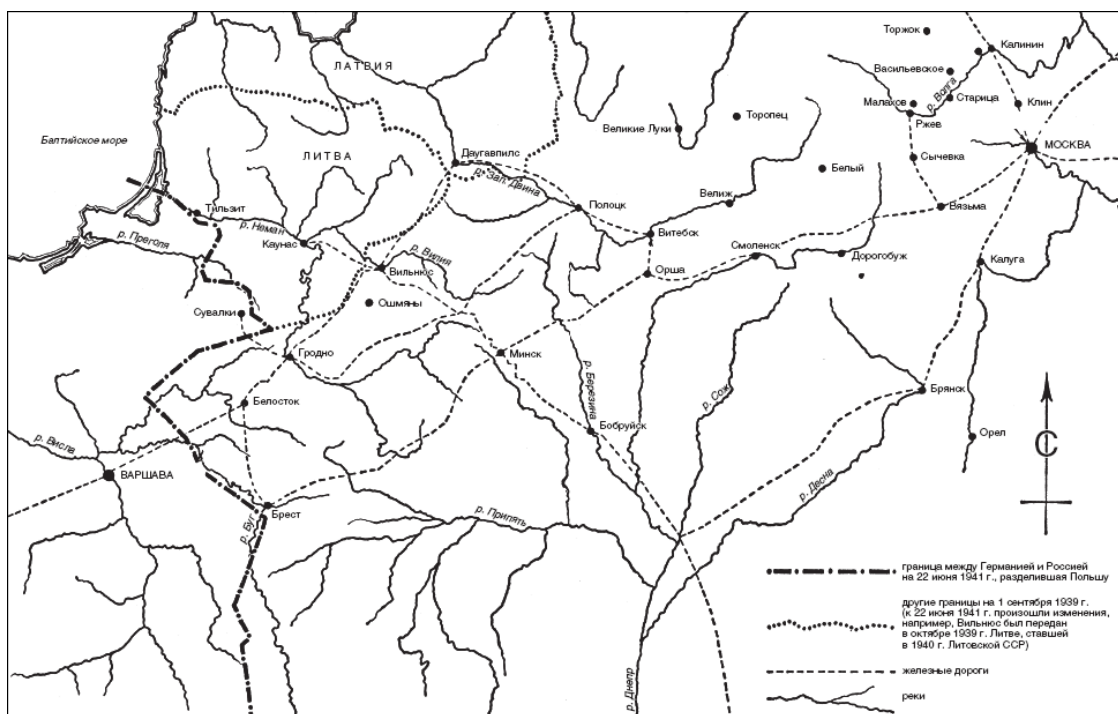 Торжок
Калинин
ЛАТВИЯ
Васильевское
р. Волга
Малахов
Старица
Клин
Ржев
Балтийское море
Великие Луки
Торопец
МОСКВА
ЛИТВА
Даугавпилс
Сычевка
Белый
р. Зап. Двина
Тильзит
р. Неман
Полоцк
Велиж
Вязьма
р. Преголя
Каунас
Витебск
Вильнюс
р. Вилия
Смоленск
Дорогобуж
Орша
Калуга
Сувалки
Ошмяны
Гродно
Минск
р. Березина
р. Сож
Брянск
Белосток
Бобруйск
Орел
С
р. Висла
ВАРШАВА
р. Десна
р. Буг
Брест
р. Припять
р. Днепр
граница между Германией и Россией
на 22 июня 1941 г., разделившая Польшу
другие границы на 1 сентября 1939 г.
(к 22 июня 1941 г. произошли изменения,
например, Вильнюс был передан
в октябре 1939 г. Литве, ставшей
в 1940 г. Литовской ССР)
железные дороги
реки